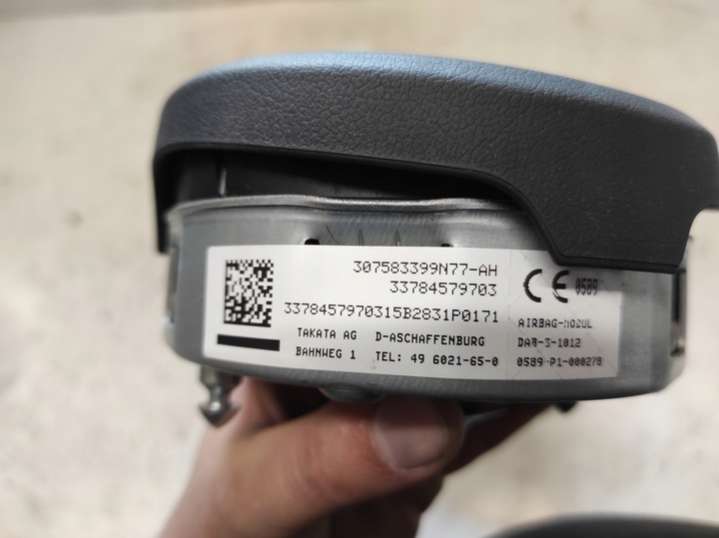 307583399N77-AH
33784579703
3378457970315B2831P0171
TAKATA AG D-ASCHAFFENBURG
BAHNWEG 1 TEL: 49 6021-65-0
CE 0589
AIRBAG-MODUL
DAB-S-1012
0589-P1-000278